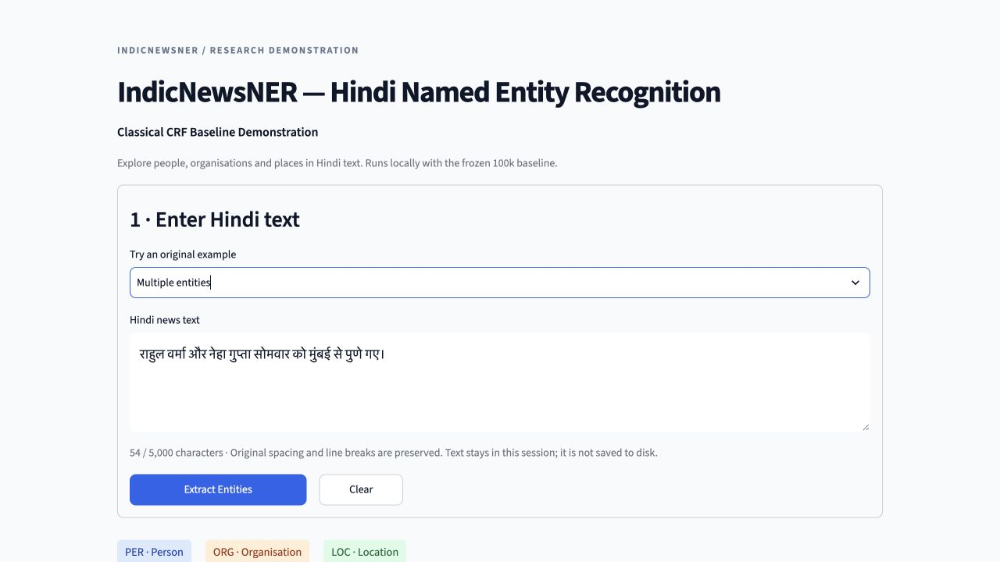 INDICNEWSNER / RESEARCH DEMONSTRATION
IndicNewsNER — Hindi Named Entity Recognition
Classical CRF Baseline Demonstration
Explore people, organisations and places in Hindi text. Runs locally with the frozen 100k baseline.
1 · Enter Hindi text
Try an original example
Multiple entities
Hindi news text
राहुल वर्मा और नेहा गुप्ता सोमवार को मुंबई से पुणे गए।
54 / 5,000 characters · Original spacing and line breaks are preserved. Text stays in this session; it is not saved to disk.
Extract Entities Clear
PER · Person ORG · Organisation LOC · Location